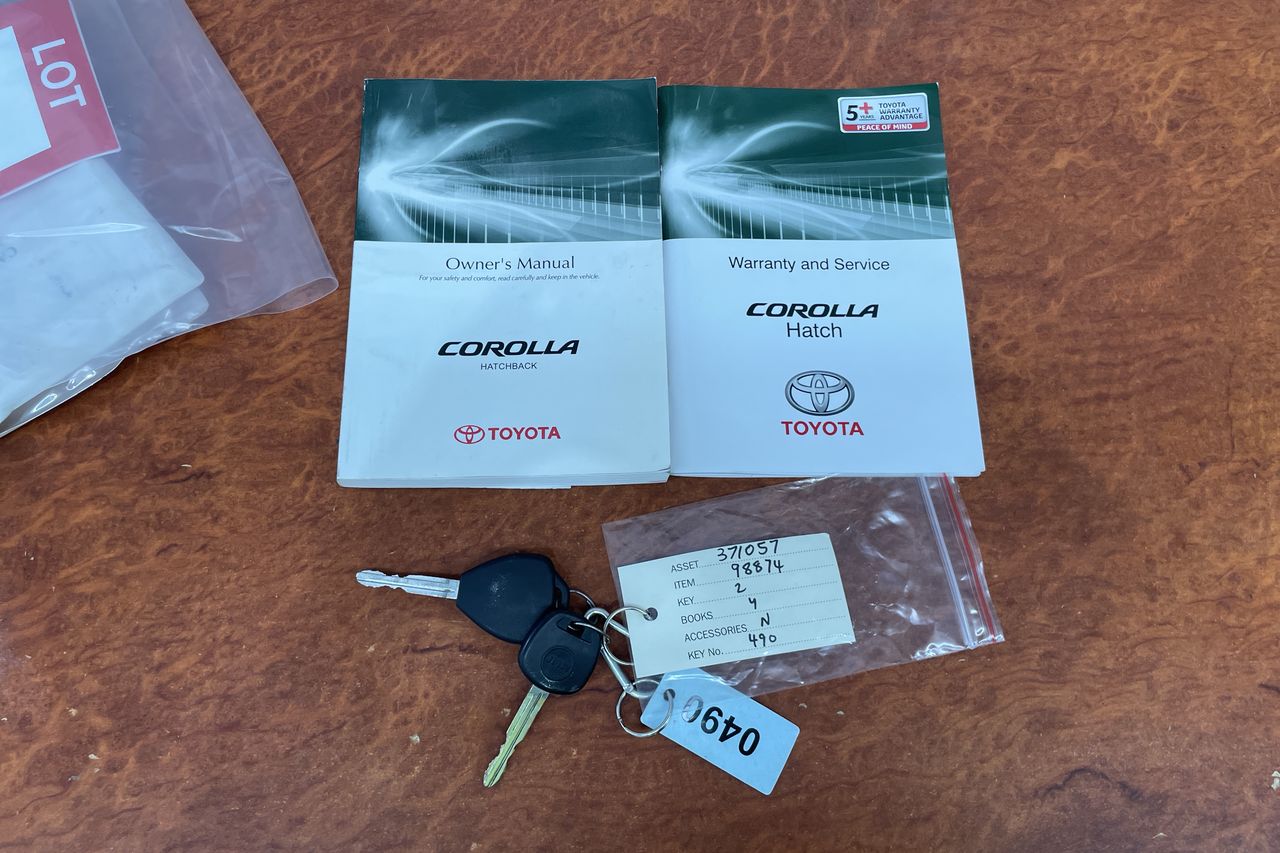 LOT
Owner's Manual
For your safety and comfort, read carefully and keep in the vehicle.
COROLLA
HATCHBACK
TOYOTA
5+ YEARS TOYOTA WARRANTY ADVANTAGE
PEACE OF MIND
Warranty and Service
COROLLA
Hatch
TOYOTA
ASSET 371057
ITEM 98874
KEY 2
BOOKS 4
ACCESSORIES N
KEY No. 490
0490